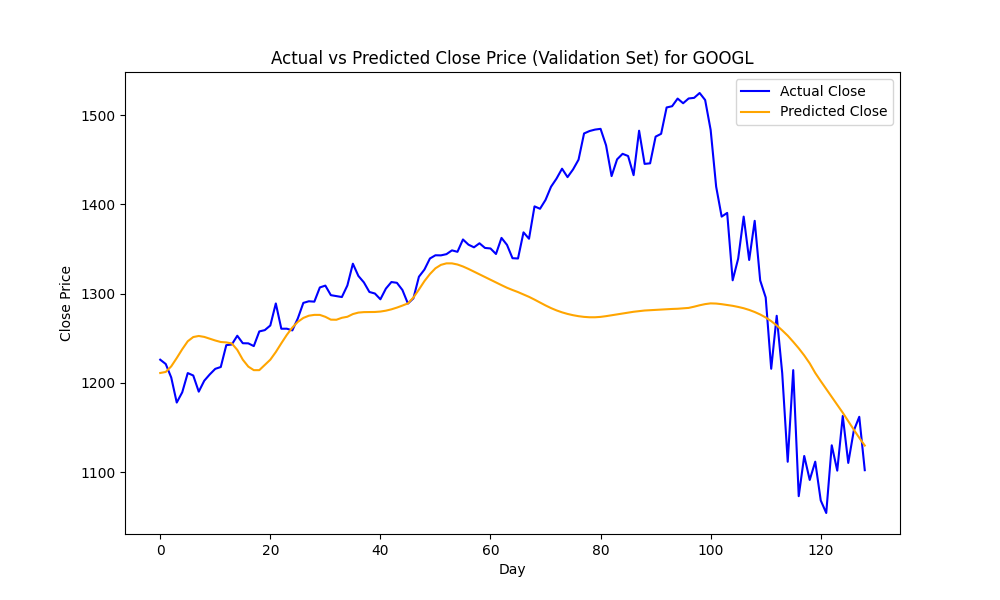 Actual vs Predicted Close Price (Validation Set) for GOOGL
Actual Close
Predicted Close
Close Price
1500
1400
1300
1200
1100
0 20 40 60 80 100 120
Day